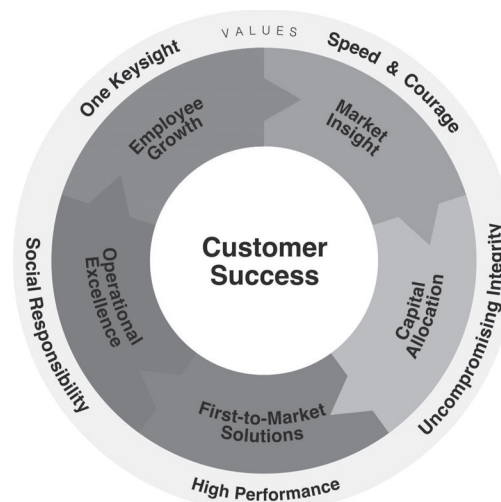 VALUES
One Keysight
Speed & Courage
Employee
Growth
Market
Insight
Customer
Success
Operational
Excellence
Capital
Allocation
Social Responsibility
Uncompromising Integrity
First-to-Market
Solutions
High Performance